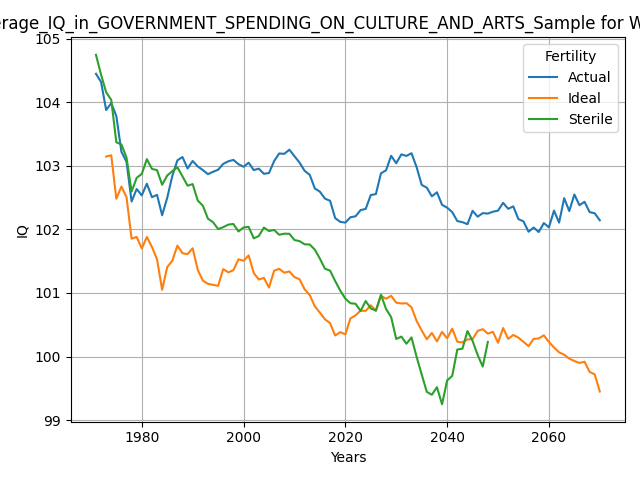 erage_IQ_in_GOVERNMENT_SPENDING_ON_CULTURE_AND_ARTS_Sample for W
105
104
103
102
101
100
99
IQ
Fertility
Actual
Ideal
Sterile
1980
2000
2020
2040
2060
Years